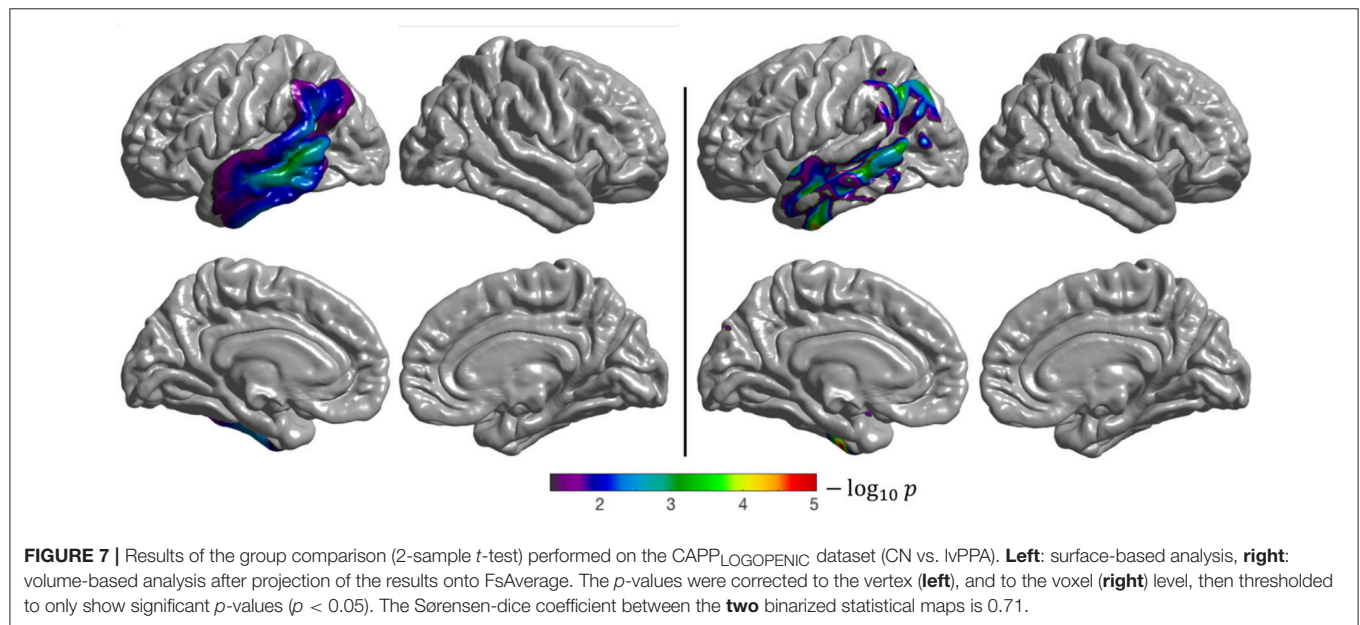 2 3 4 5 − log₁₀ p
FIGURE 7 | Results of the group comparison (2-sample t-test) performed on the CAPP_LOGOPENIC dataset (CN vs. lvPPA). Left: surface-based analysis, right:
volume-based analysis after projection of the results onto FsAverage. The p-values were corrected to the vertex (left), and to the voxel (right) level, then thresholded
to only show significant p-values (p < 0.05). The Sørensen-dice coefficient between the two binarized statistical maps is 0.71.